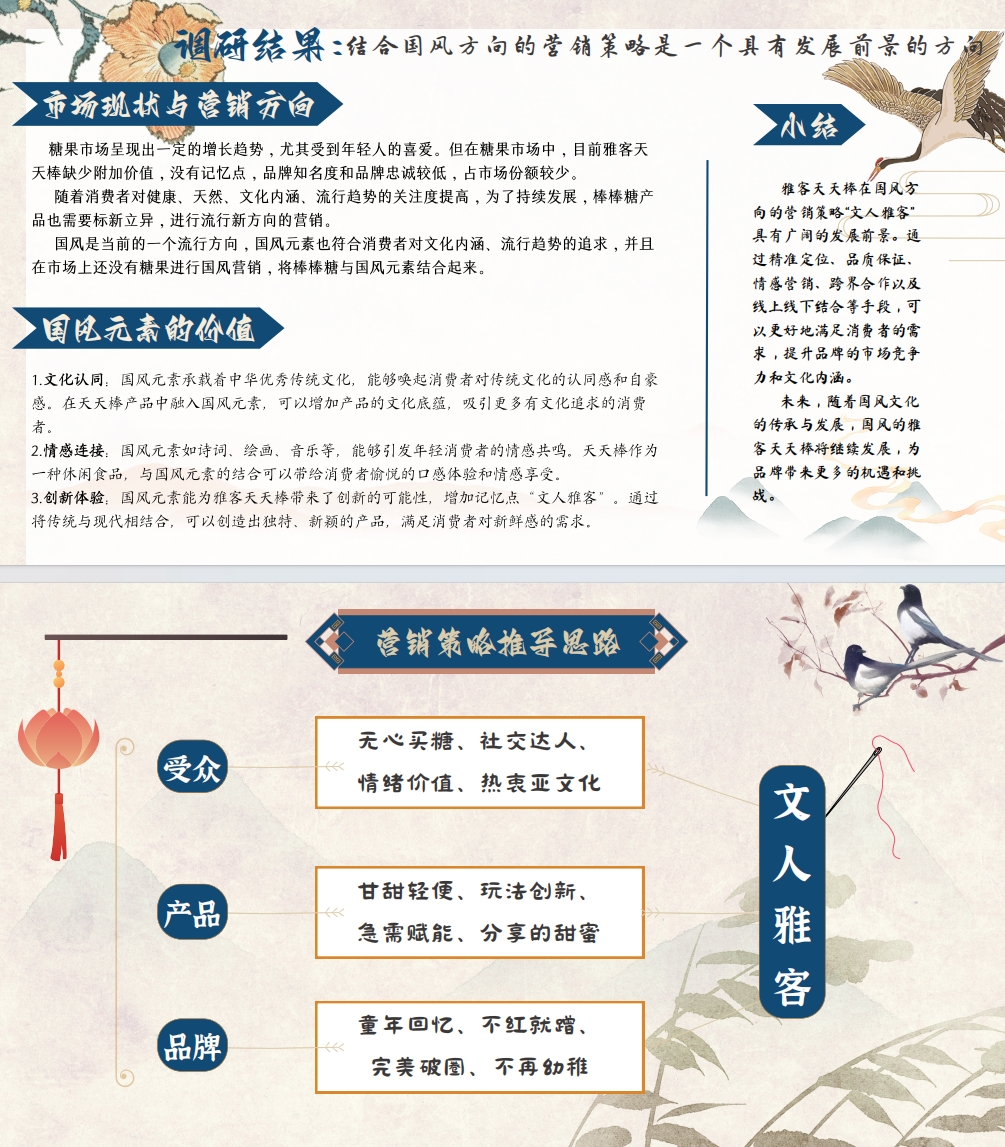 调研结果:结合国风方向的营销策略是一个具有发展前景的方向
市场现状与营销方向
糖果市场呈现出一定的增长趋势，尤其受到年轻人的喜爱。但在糖果市场中，目前雅客天
天棒缺少附加价值，没有记忆点，品牌知名度和品牌忠诚较低，占市场份额较少。
随着消费者对健康、天然、文化内涵、流行趋势的关注度提高，为了持续发展，棒棒糖产
品也需要标新立异，进行流行新方向的营销。
国风是当前的一个流行方向，国风元素也符合消费者对文化内涵、流行趋势的追求，并且
在市场上还没有糖果进行国风营销，将棒棒糖与国风元素结合起来。
国风元素的价值
1.文化认同：国风元素承载着中华优秀传统文化，能够唤起消费者对传统文化的认同感和自豪
感。在天天棒产品中融入国风元素，可以增加产品的文化底蕴，吸引更多有文化追求的消费
者。
2.情感连接：国风元素如诗词、绘画、音乐等，能够引发年轻消费者的情感共鸣。天天棒作为
一种休闲食品，与国风元素的结合可以带给消费者愉悦的口感体验和情感享受。
3.创新体验：国风元素能为雅客天天棒带来了创新的可能性，增加记忆点“文人雅客”。通过
将传统与现代相结合，可以创造出独特、新颖的产品，满足消费者对新鲜感的需求。
小结
雅客天天棒在国风方
向的营销策略“文人雅客”
具有广阔的发展前景。通
过精准定位、品质保证、
情感营销、跨界合作以及
线上线下结合等手段，可
以更好地满足消费者的需
求，提升品牌的市场竞争
力和文化内涵。
未来，随着国风文化
的传承与发展，国风的雅
客天天棒将继续发展，为
品牌带来更多的机遇和挑
战。
营销策略推导思路
受众
无心买糖、社交达人、
情绪价值、热衷亚文化
产品
甘甜轻便、玩法创新、
急需赋能、分享的甜蜜
品牌
童年回忆、不红就蹭、
完美破圈、不再幼稚
文人雅客